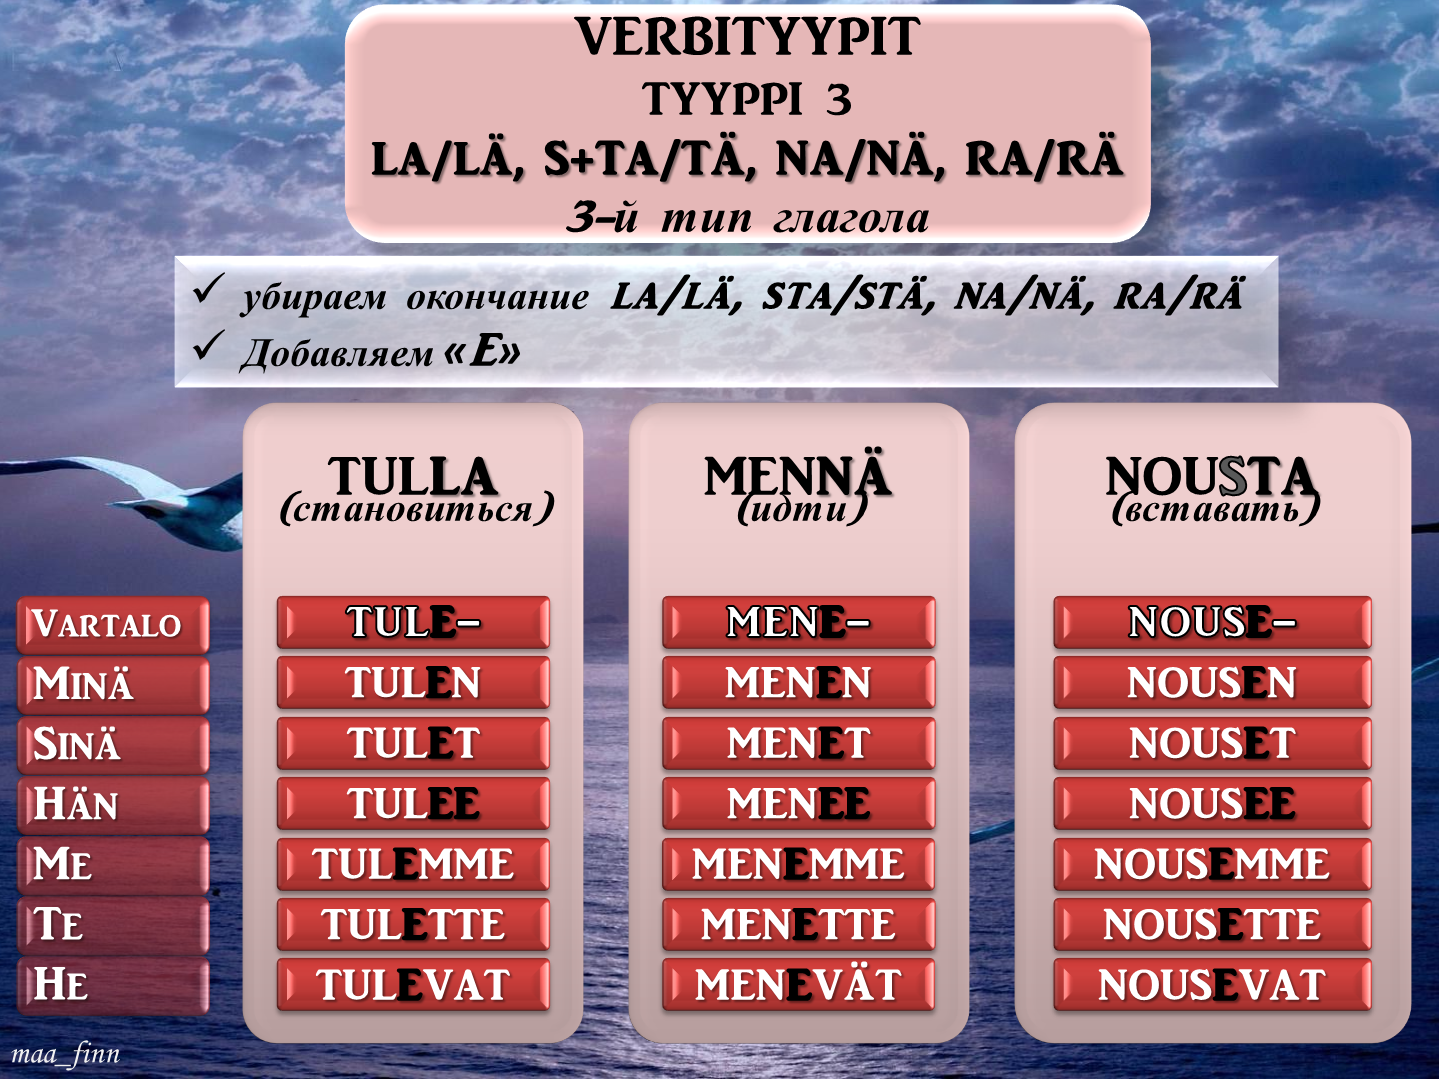 VERBITYYPIT
TYYPPI 3
LA/LÄ, S+TA/TÄ, NA/NÄ, RA/RÄ
3-й тип глагола
✓ убираем окончание LA/LÄ, STA/STÄ, NA/NÄ, RA/RÄ
✓ Добавляем «E»
TULLA MENNÄ NOUSTA
(становиться) (идти) (вставать)
VARTALO TULE- MENE- NOUSE-
MINÄ TULEN MENEN NOUSEN
SINÄ TULET MENET NOUSET
HÄN TULEE MENEE NOUSEE
ME TULEMME MENEMME NOUSEMME
TE TULETTE MENETTE NOUSETTE
HE TULEVAT MENEVÄT NOUSEVAT
maa_finn